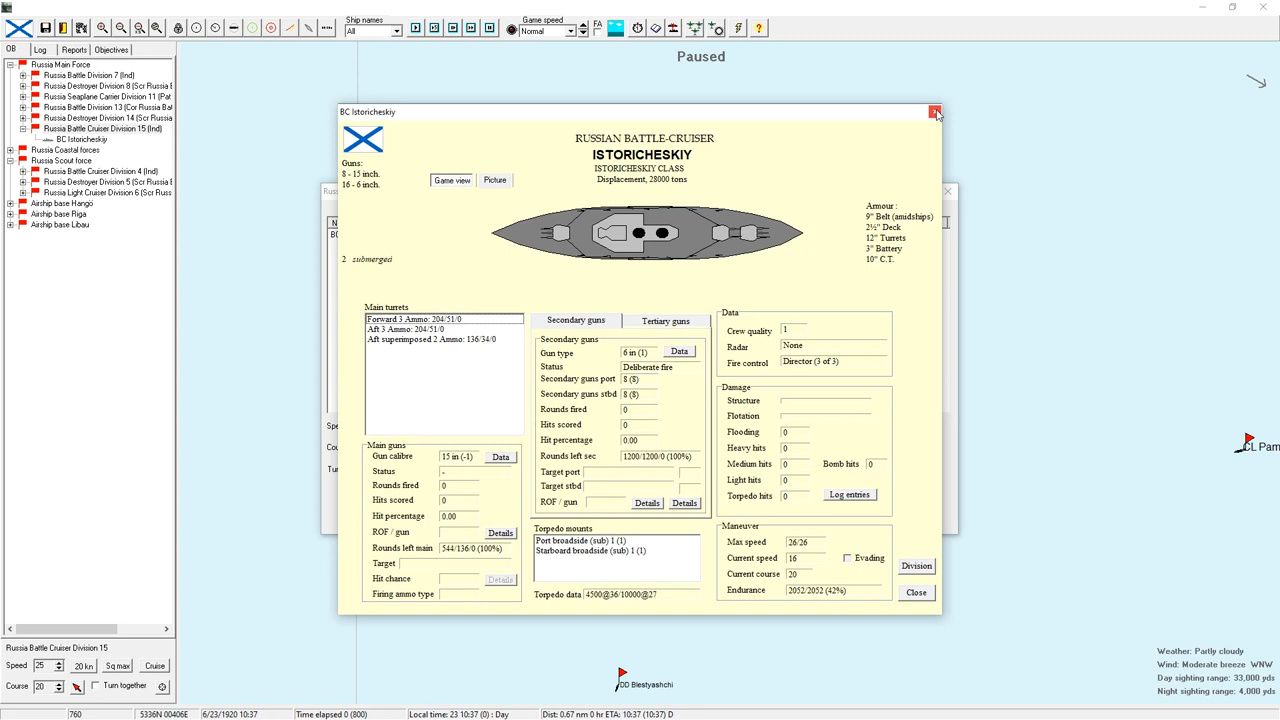 Ship names
All
Game speed
Normal
FA
OB
Log
Reports
Objectives
Paused
Russia Main Force
Russia Battle Division 7 (Ind)
Russia Destroyer Division 8 (Scr Russia E
Russia Seaplane Carrier Division 11 (Pat
Russia Battle Division 13 (Cor Russia Bat
Russia Destroyer Division 14 (Scr Russia
Russia Battle Cruiser Division 15 (Ind)
BC Istoricheskiy
Russia Coastal forces
Russia Scout force
Russia Battle Cruiser Division 4 (Ind)
Russia Destroyer Division 5 (Scr Russia B
Russia Light Cruiser Division 6 (Scr Russ
Airship base Hangö
Airship base Riga
Airship base Libau
BC Istoricheskiy
RUSSIAN BATTLE-CRUISER
ISTORICHESKIY
ISTORICHESKIY CLASS
Displacement, 28000 tons
Guns:
8 - 15 inch.
16 - 6 inch.
Game view
Picture
2 submerged
Armour :
9" Belt (amidships)
2½" Deck
12" Turrets
3" Battery
10" C.T.
Main turrets
Forward 3 Ammo: 204/51/0
Aft 3 Ammo: 204/51/0
Aft superimposed 2 Ammo: 136/34/0
Main guns
Gun calibre 15 in (-1) Data
Status -
Rounds fired 0
Hits scored 0
Hit percentage 0.00
ROF / gun Details
Rounds left main 544/136/0 (100%)
Target
Hit chance Details
Firing ammo type
Secondary guns
Tertiary guns
Secondary guns
Gun type 6 in (1) Data
Status Deliberate fire
Secondary guns port 8 (8)
Secondary guns stbd 8 (8)
Rounds fired 0
Hits scored 0
Hit percentage 0.00
Rounds left sec 1200/1200/0 (100%)
Target port
Target stbd
ROF / gun Details Details
Torpedo mounts
Port broadside (sub) 1 (1)
Starboard broadside (sub) 1 (1)
Torpedo data 4500@36/10000@27
Data
Crew quality 1
Radar None
Fire control Director (3 of 3)
Damage
Structure
Flotation
Flooding 0
Heavy hits 0
Medium hits 0 Bomb hits 0
Light hits 0
Torpedo hits 0 Log entries
Maneuver
Max speed 26/26
Current speed 16 Evading
Current course 20
Endurance 2052/2052 (42%)
Division
Close
CL Pam
DD Blestyashchi
Weather: Partly cloudy
Wind: Moderate breeze WNW
Day sighting range: 33,000 yds
Night sighting range: 4,000 yds
Russia Battle Cruiser Division 15
Speed 25 20 kn Sq max Cruise
Course 20 Turn together
760
5336N 00406E
6/23/1920 10:37
Time elapsed 0 (800)
Local time: 23 10:37 (0) : Day
Dist: 0.67 nm 0 hr ETA: 10:37 (10:37) D